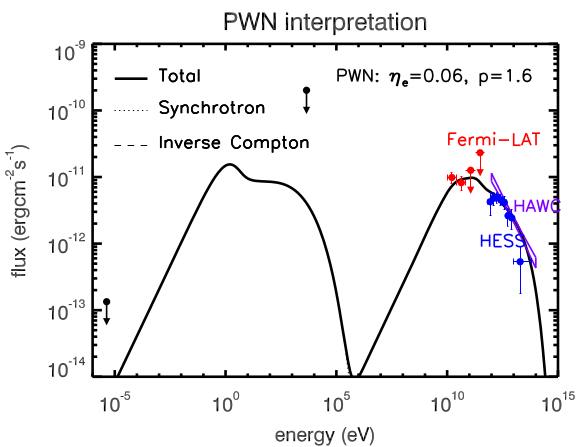 PWN interpretation
Total
Synchrotron
Inverse Compton
PWN: ηe=0.06, p=1.6
Fermi-LAT
HAWC
HESS
10⁻⁹
10⁻¹⁰
10⁻¹¹
10⁻¹²
10⁻¹³
10⁻¹⁴
flux (ergcm⁻²s⁻¹)
10⁻⁵
10⁰
10⁵
10¹⁰
10¹⁵
energy (eV)